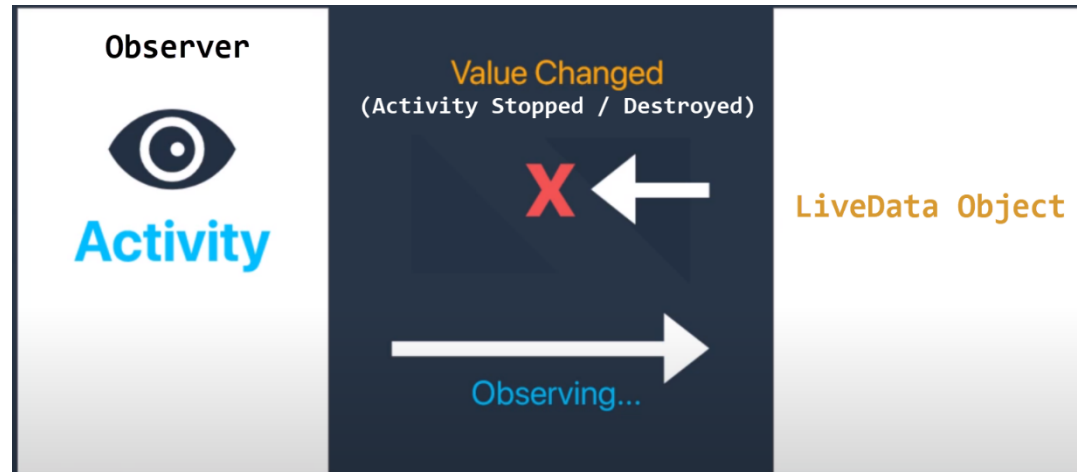 Observer
Activity
Value Changed
(Activity Stopped / Destroyed)
X
Observing...
LiveData Object